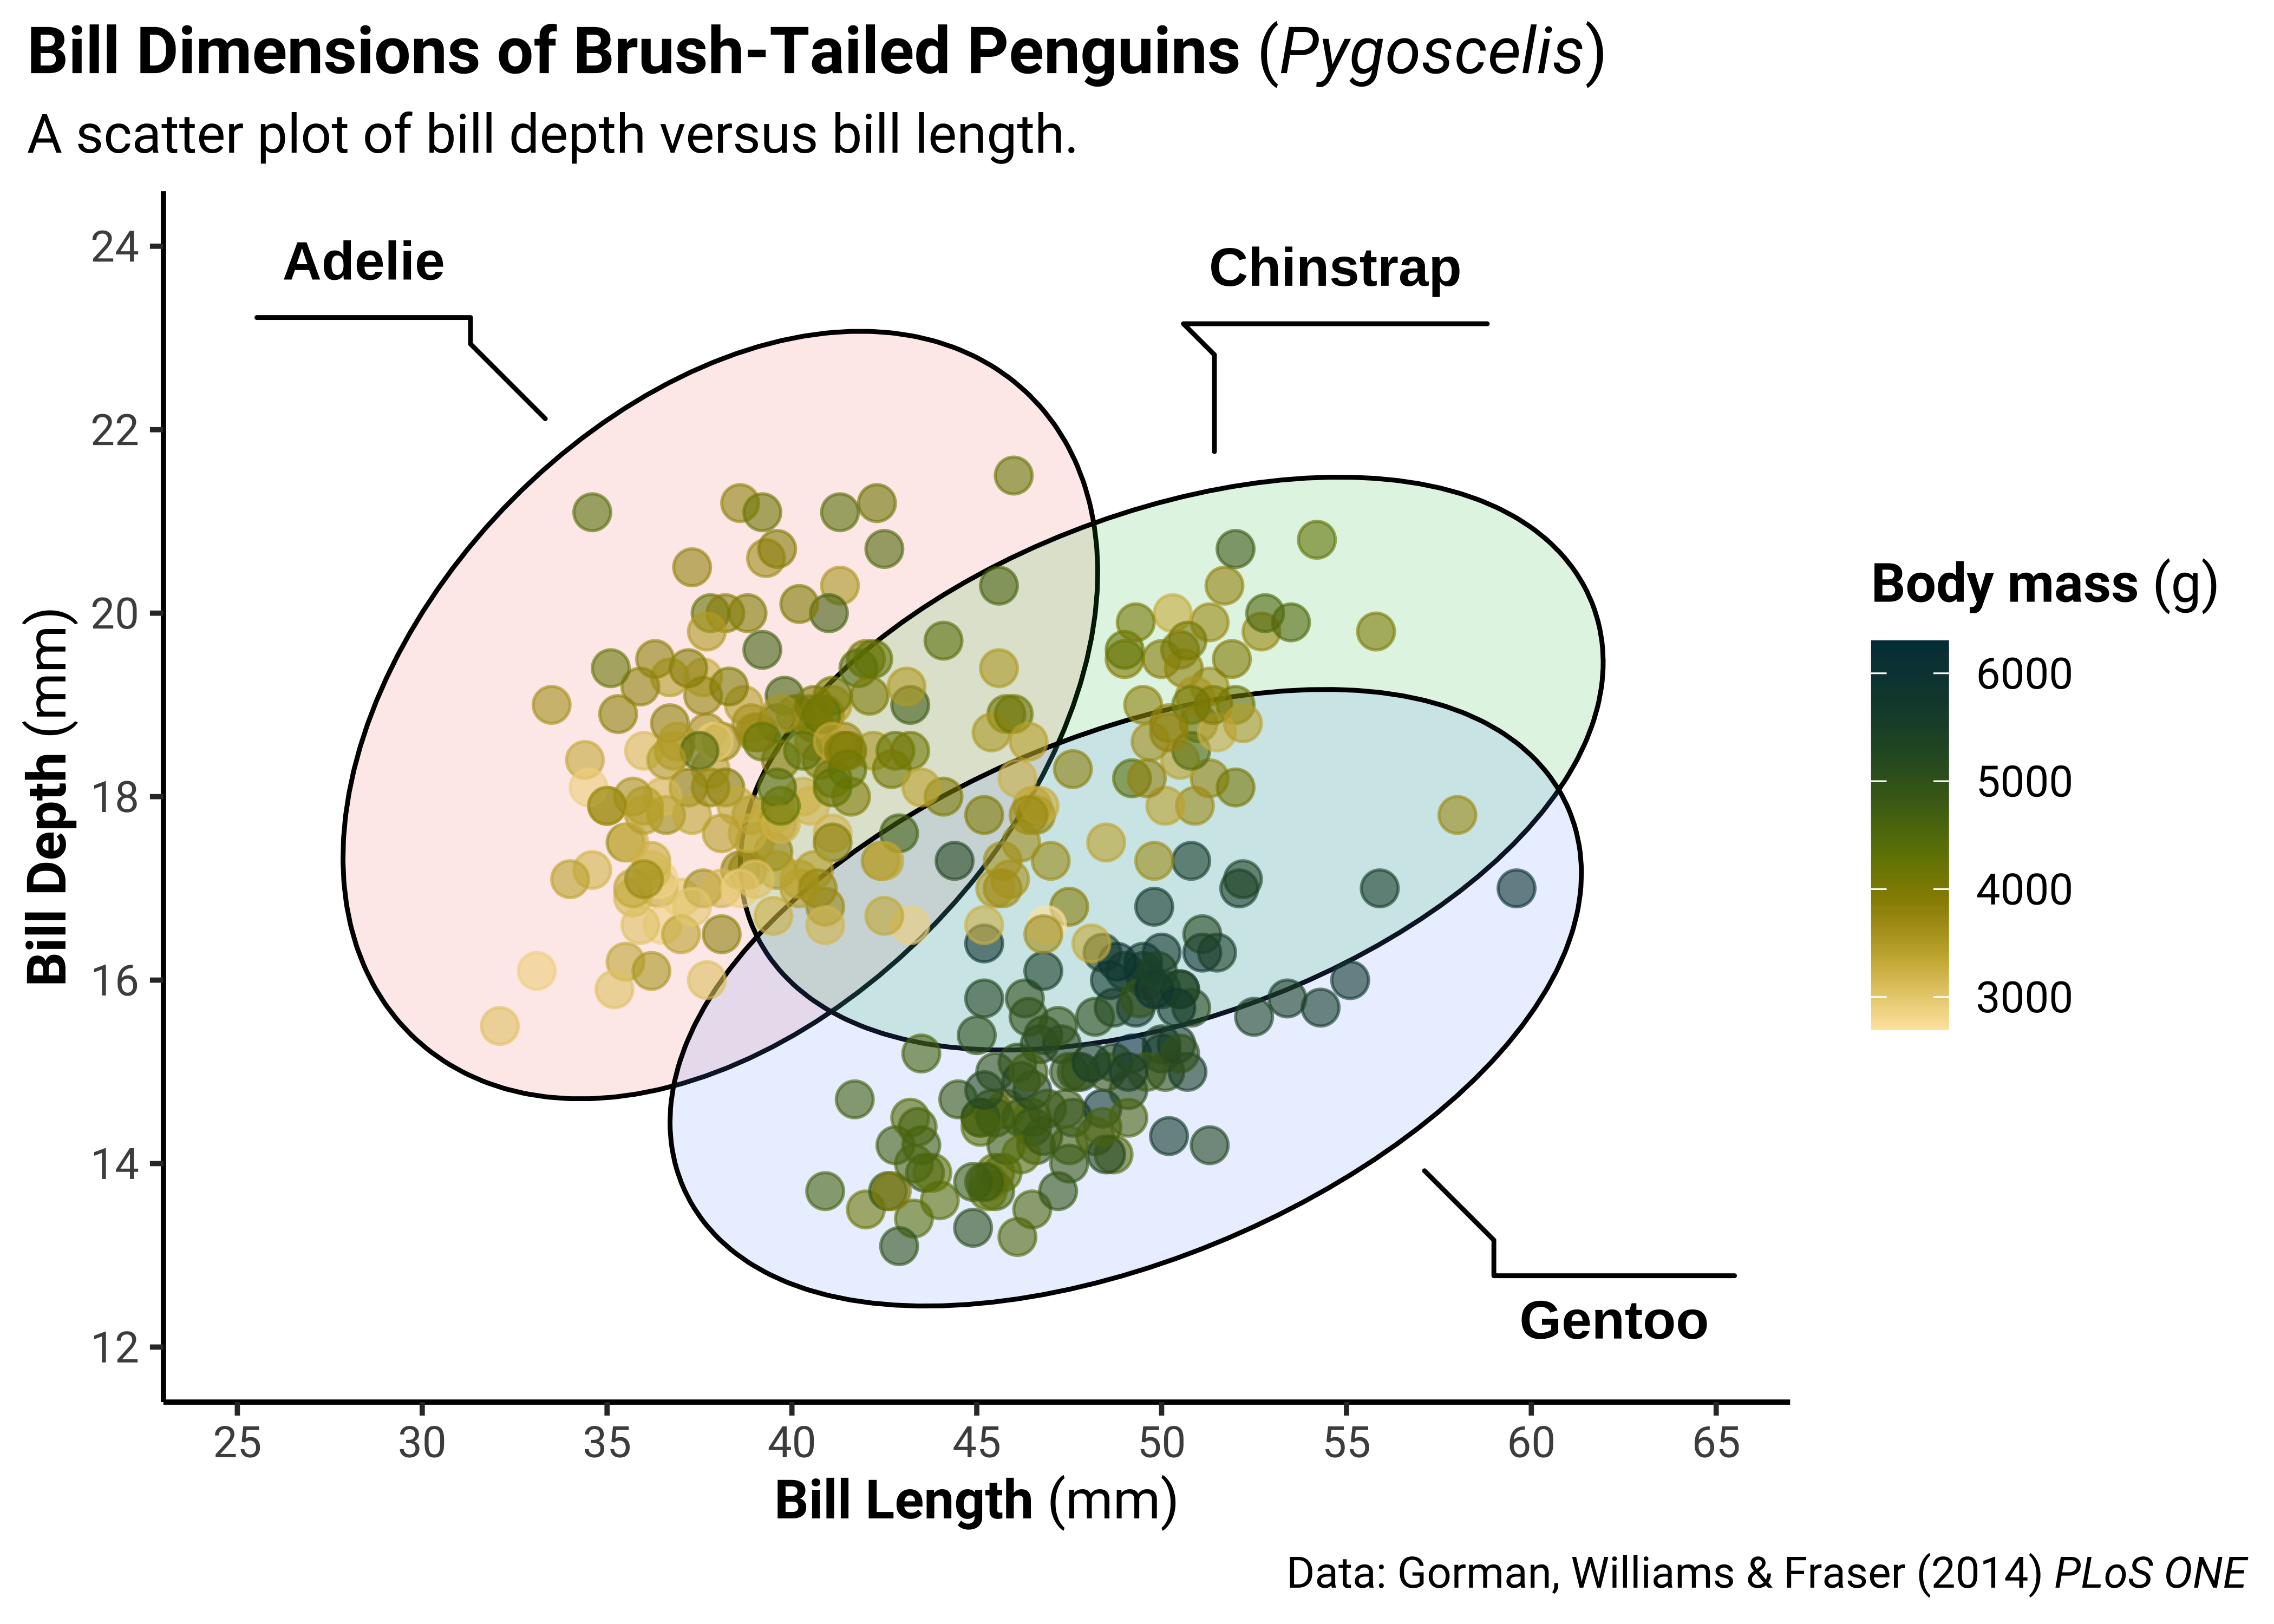 Bill Dimensions of Brush-Tailed Penguins (Pygoscelis)
A scatter plot of bill depth versus bill length.
Adelie
Chinstrap
Gentoo
Bill Depth (mm)
24
22
20
18
16
14
12
25 30 35 40 45 50 55 60 65
Bill Length (mm)
Body mass (g)
6000
5000
4000
3000
Data: Gorman, Williams & Fraser (2014) PLoS ONE